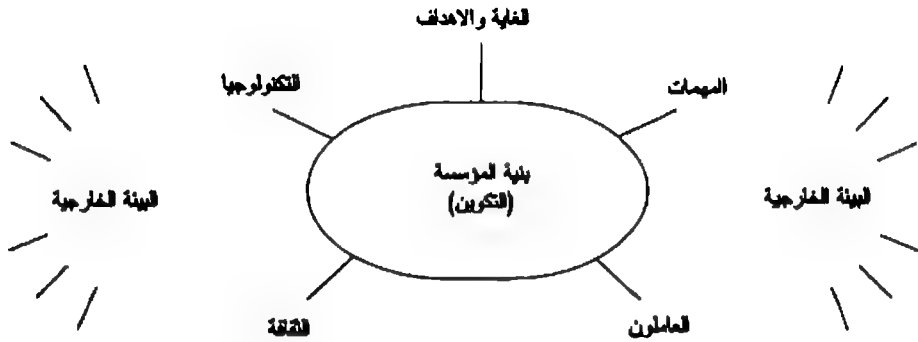 الغاية والاهداف
المهمات
التكنولوجيا
بنية المؤسسة
(التكوين)
البيئة الخارجية
البيئة الخارجية
العاملون
الثقافة